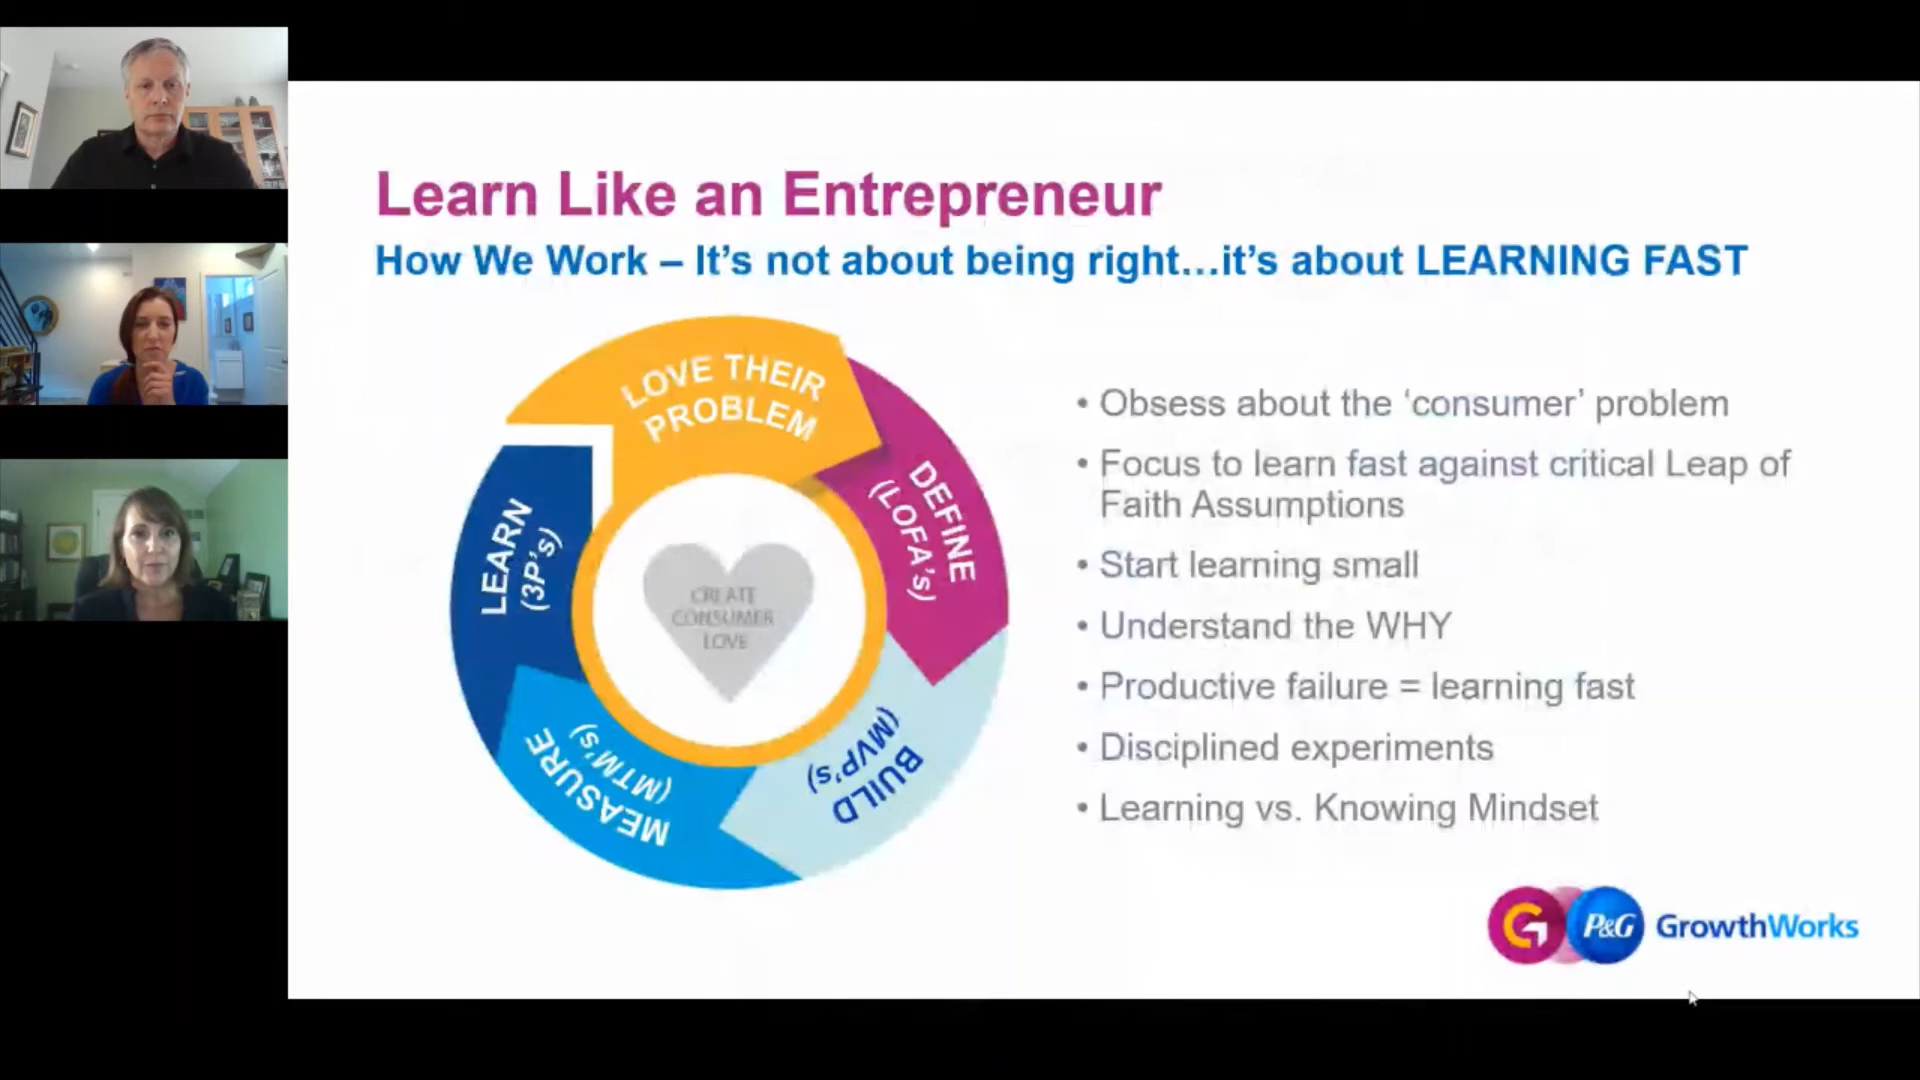 Learn Like an Entrepreneur
How We Work – It's not about being right...it's about LEARNING FAST
LOVE THEIR
PROBLEM
DEFINE
(LOFA's)
BUILD
(MVP's)
MEASURE
(MTM's)
LEARN
(3P's)
CREATE
CONSUMER
LOVE
• Obsess about the ‘consumer’ problem
• Focus to learn fast against critical Leap of
Faith Assumptions
• Start learning small
• Understand the WHY
• Productive failure = learning fast
• Disciplined experiments
• Learning vs. Knowing Mindset
G P&G GrowthWorks